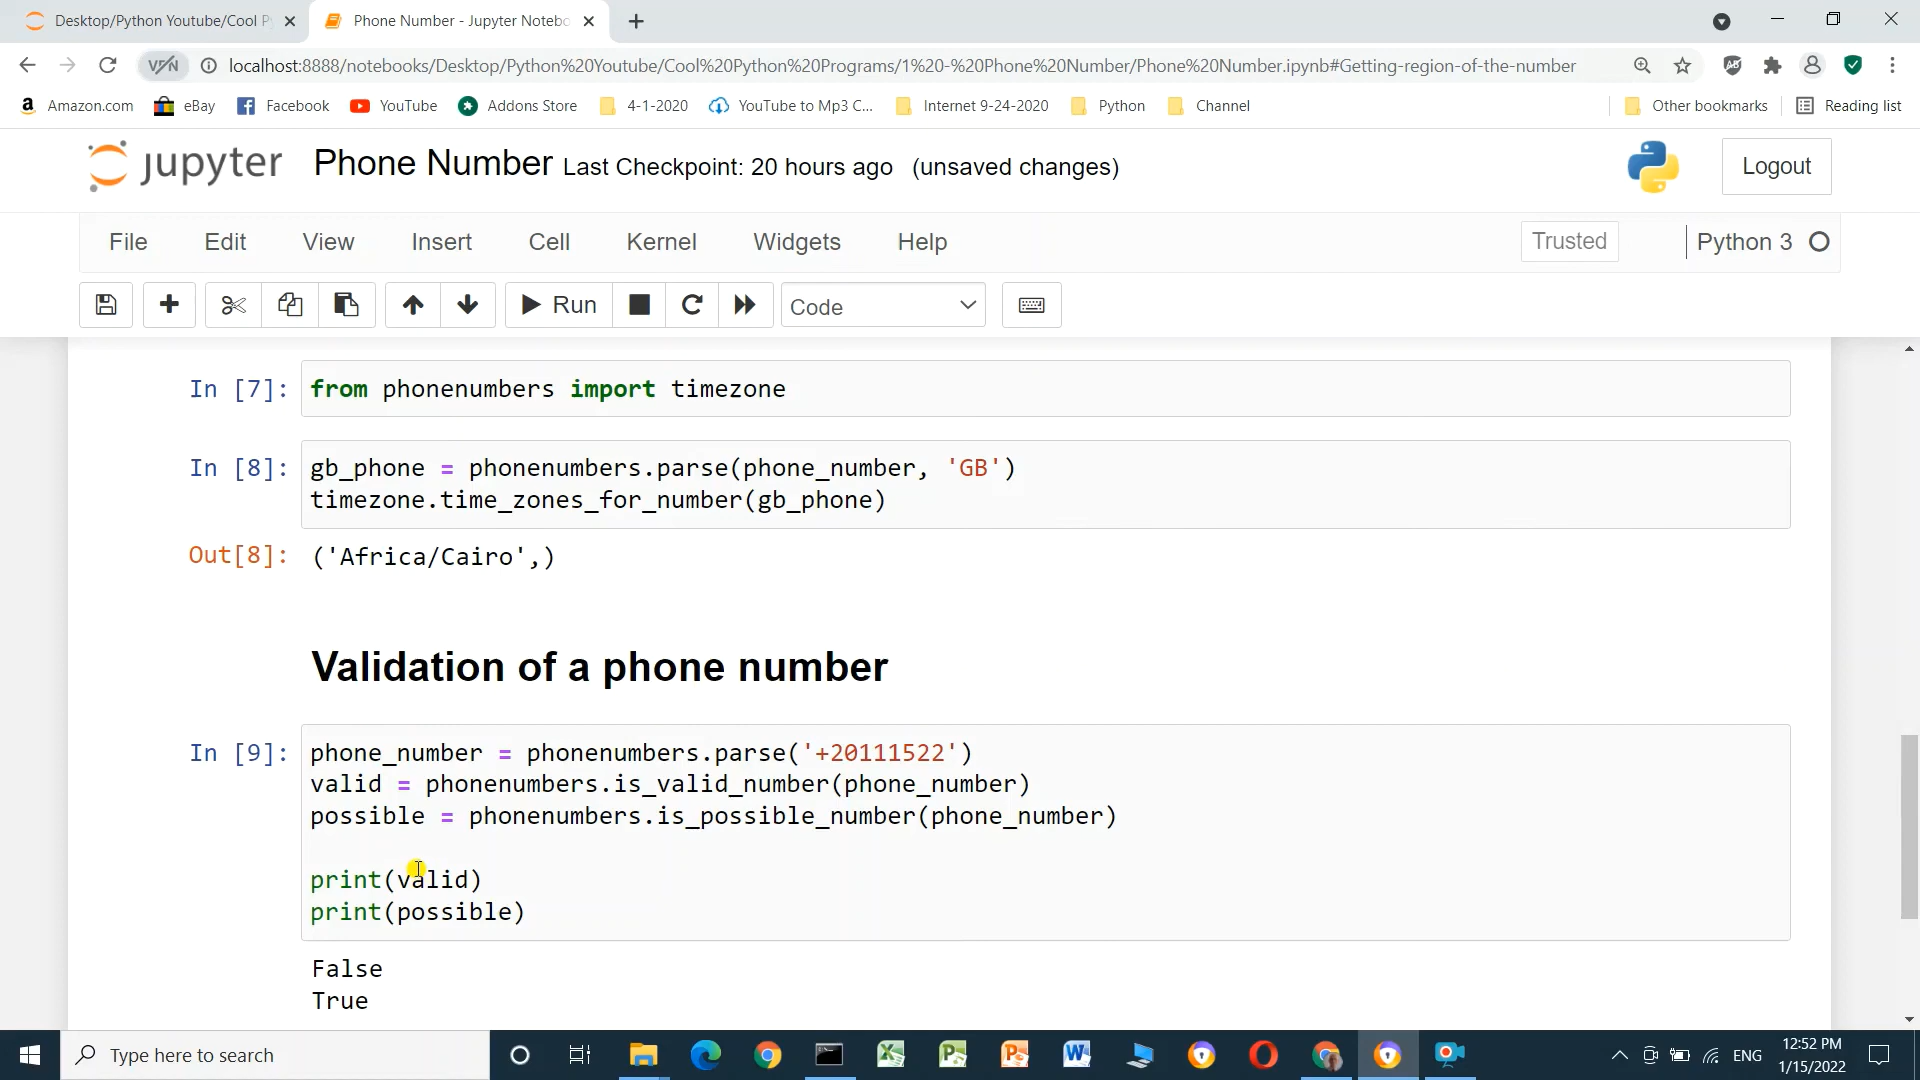 Desktop/Python Youtube/Cool P
Phone Number - Jupyter Notebo
VPN
localhost:8888/notebooks/Desktop/Python%20Youtube/Cool%20Python%20Programs/1%20-%20Phone%20Number/Phone%20Number.ipynb#Getting-region-of-the-number
Amazon.com
eBay
Facebook
YouTube
Addons Store
4-1-2020
YouTube to Mp3 C...
Internet 9-24-2020
Python
Channel
Other bookmarks
Reading list
jupyter Phone Number Last Checkpoint: 20 hours ago (unsaved changes)
Logout
File Edit View Insert Cell Kernel Widgets Help
Trusted
Python 3
Run
Code
In [7]: from phonenumbers import timezone
In [8]: gb_phone = phonenumbers.parse(phone_number, 'GB')
timezone.time_zones_for_number(gb_phone)
Out[8]: ('Africa/Cairo',)
Validation of a phone number
In [9]: phone_number = phonenumbers.parse('+20111522')
valid = phonenumbers.is_valid_number(phone_number)
possible = phonenumbers.is_possible_number(phone_number)
print(valid)
print(possible)
False
True
Type here to search
ENG
12:52 PM
1/15/2022